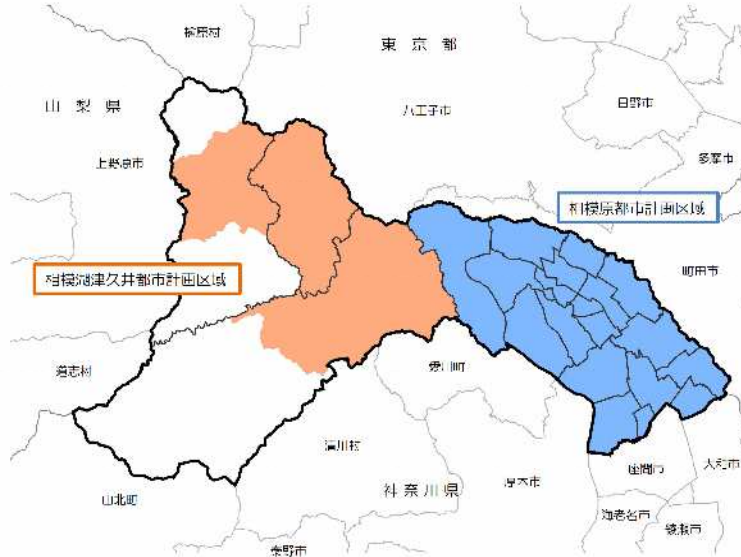 檜原村
東京都
山梨県
八王子市
日野市
上野原市
多摩市
相模原都市計画区域
町田市
相模湖津久井都市計画区域
道志村
愛川町
清川村
座間市
大和市
山北町
神奈川県
厚木市
海老名市
綾瀬市
秦野市